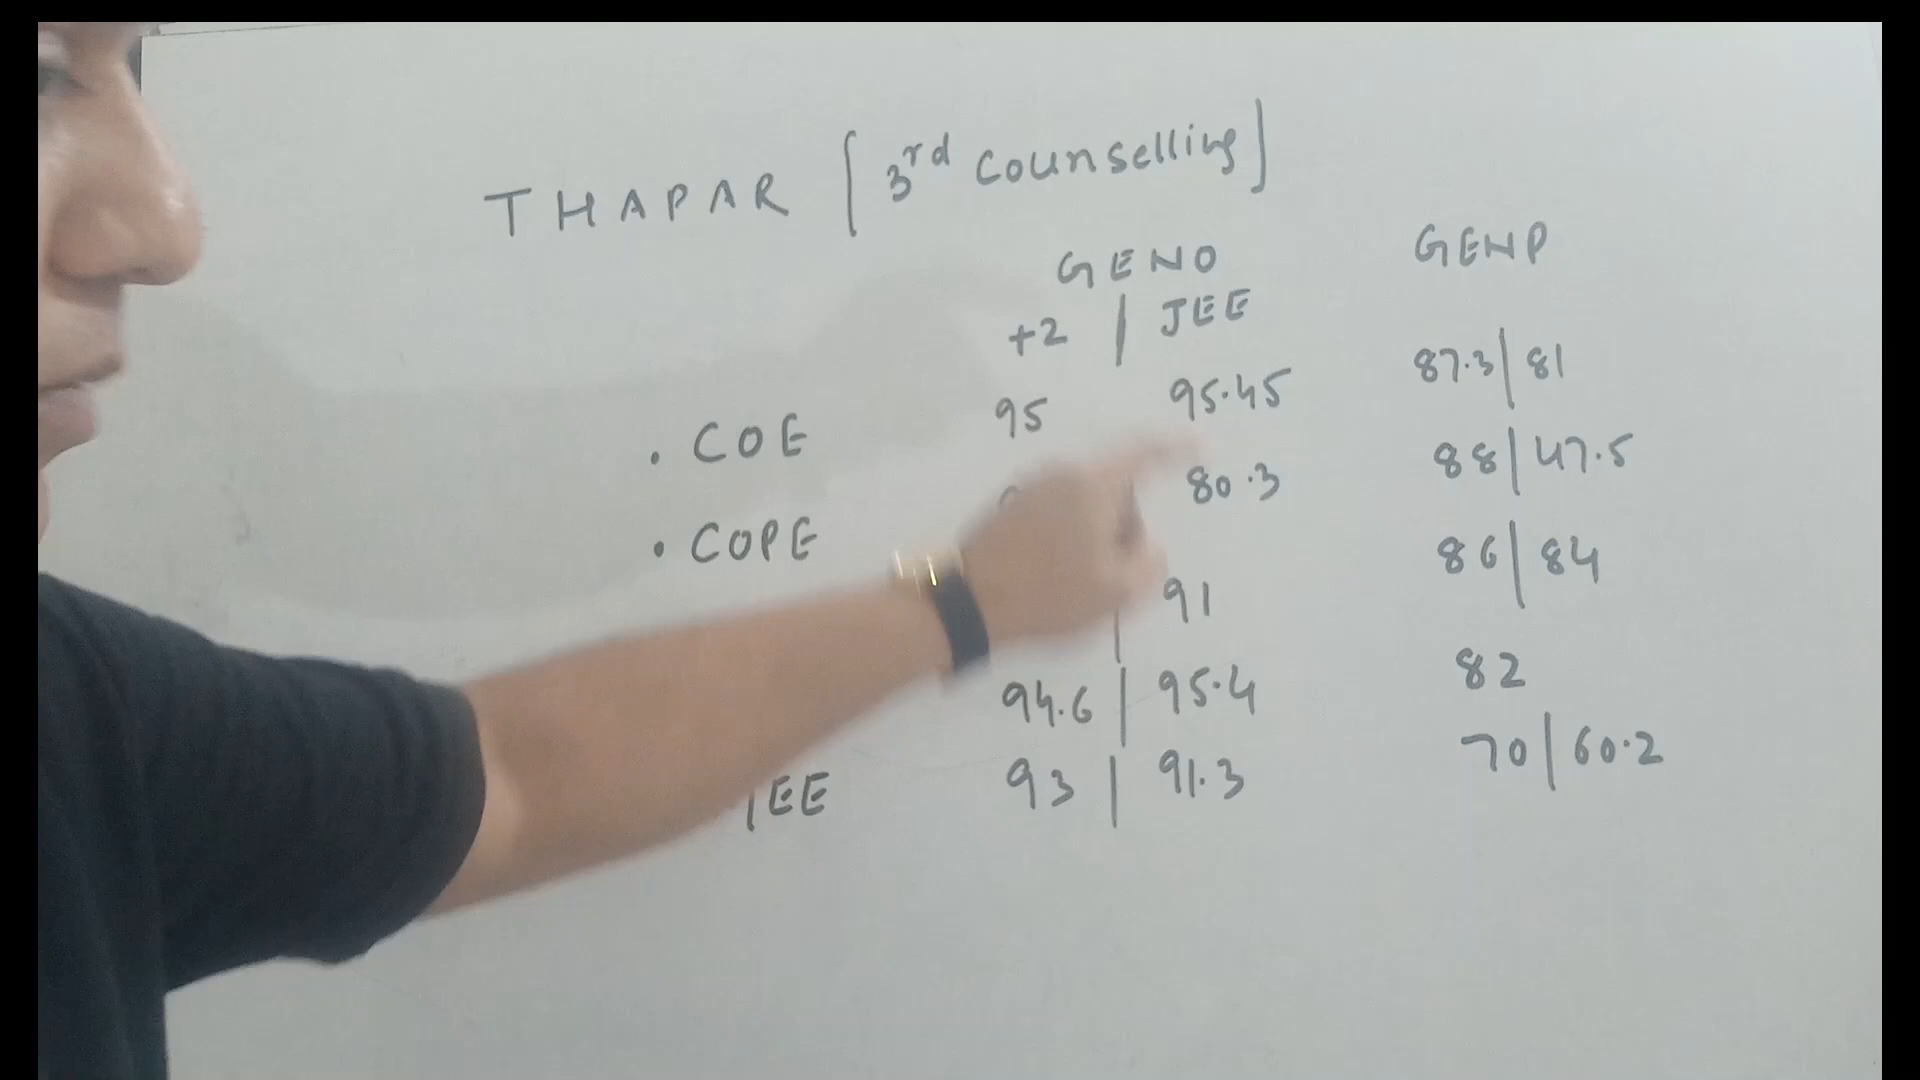 THAPAR [3rd counselling]
GENO GENP
+2 | JEE
. COE 95 95.45 87.3 | 81
. COPE 80.3 88 | 47.5
| 91 86 | 84
94.6 | 95.4 82
EE 93 | 91.3 70 | 60.2